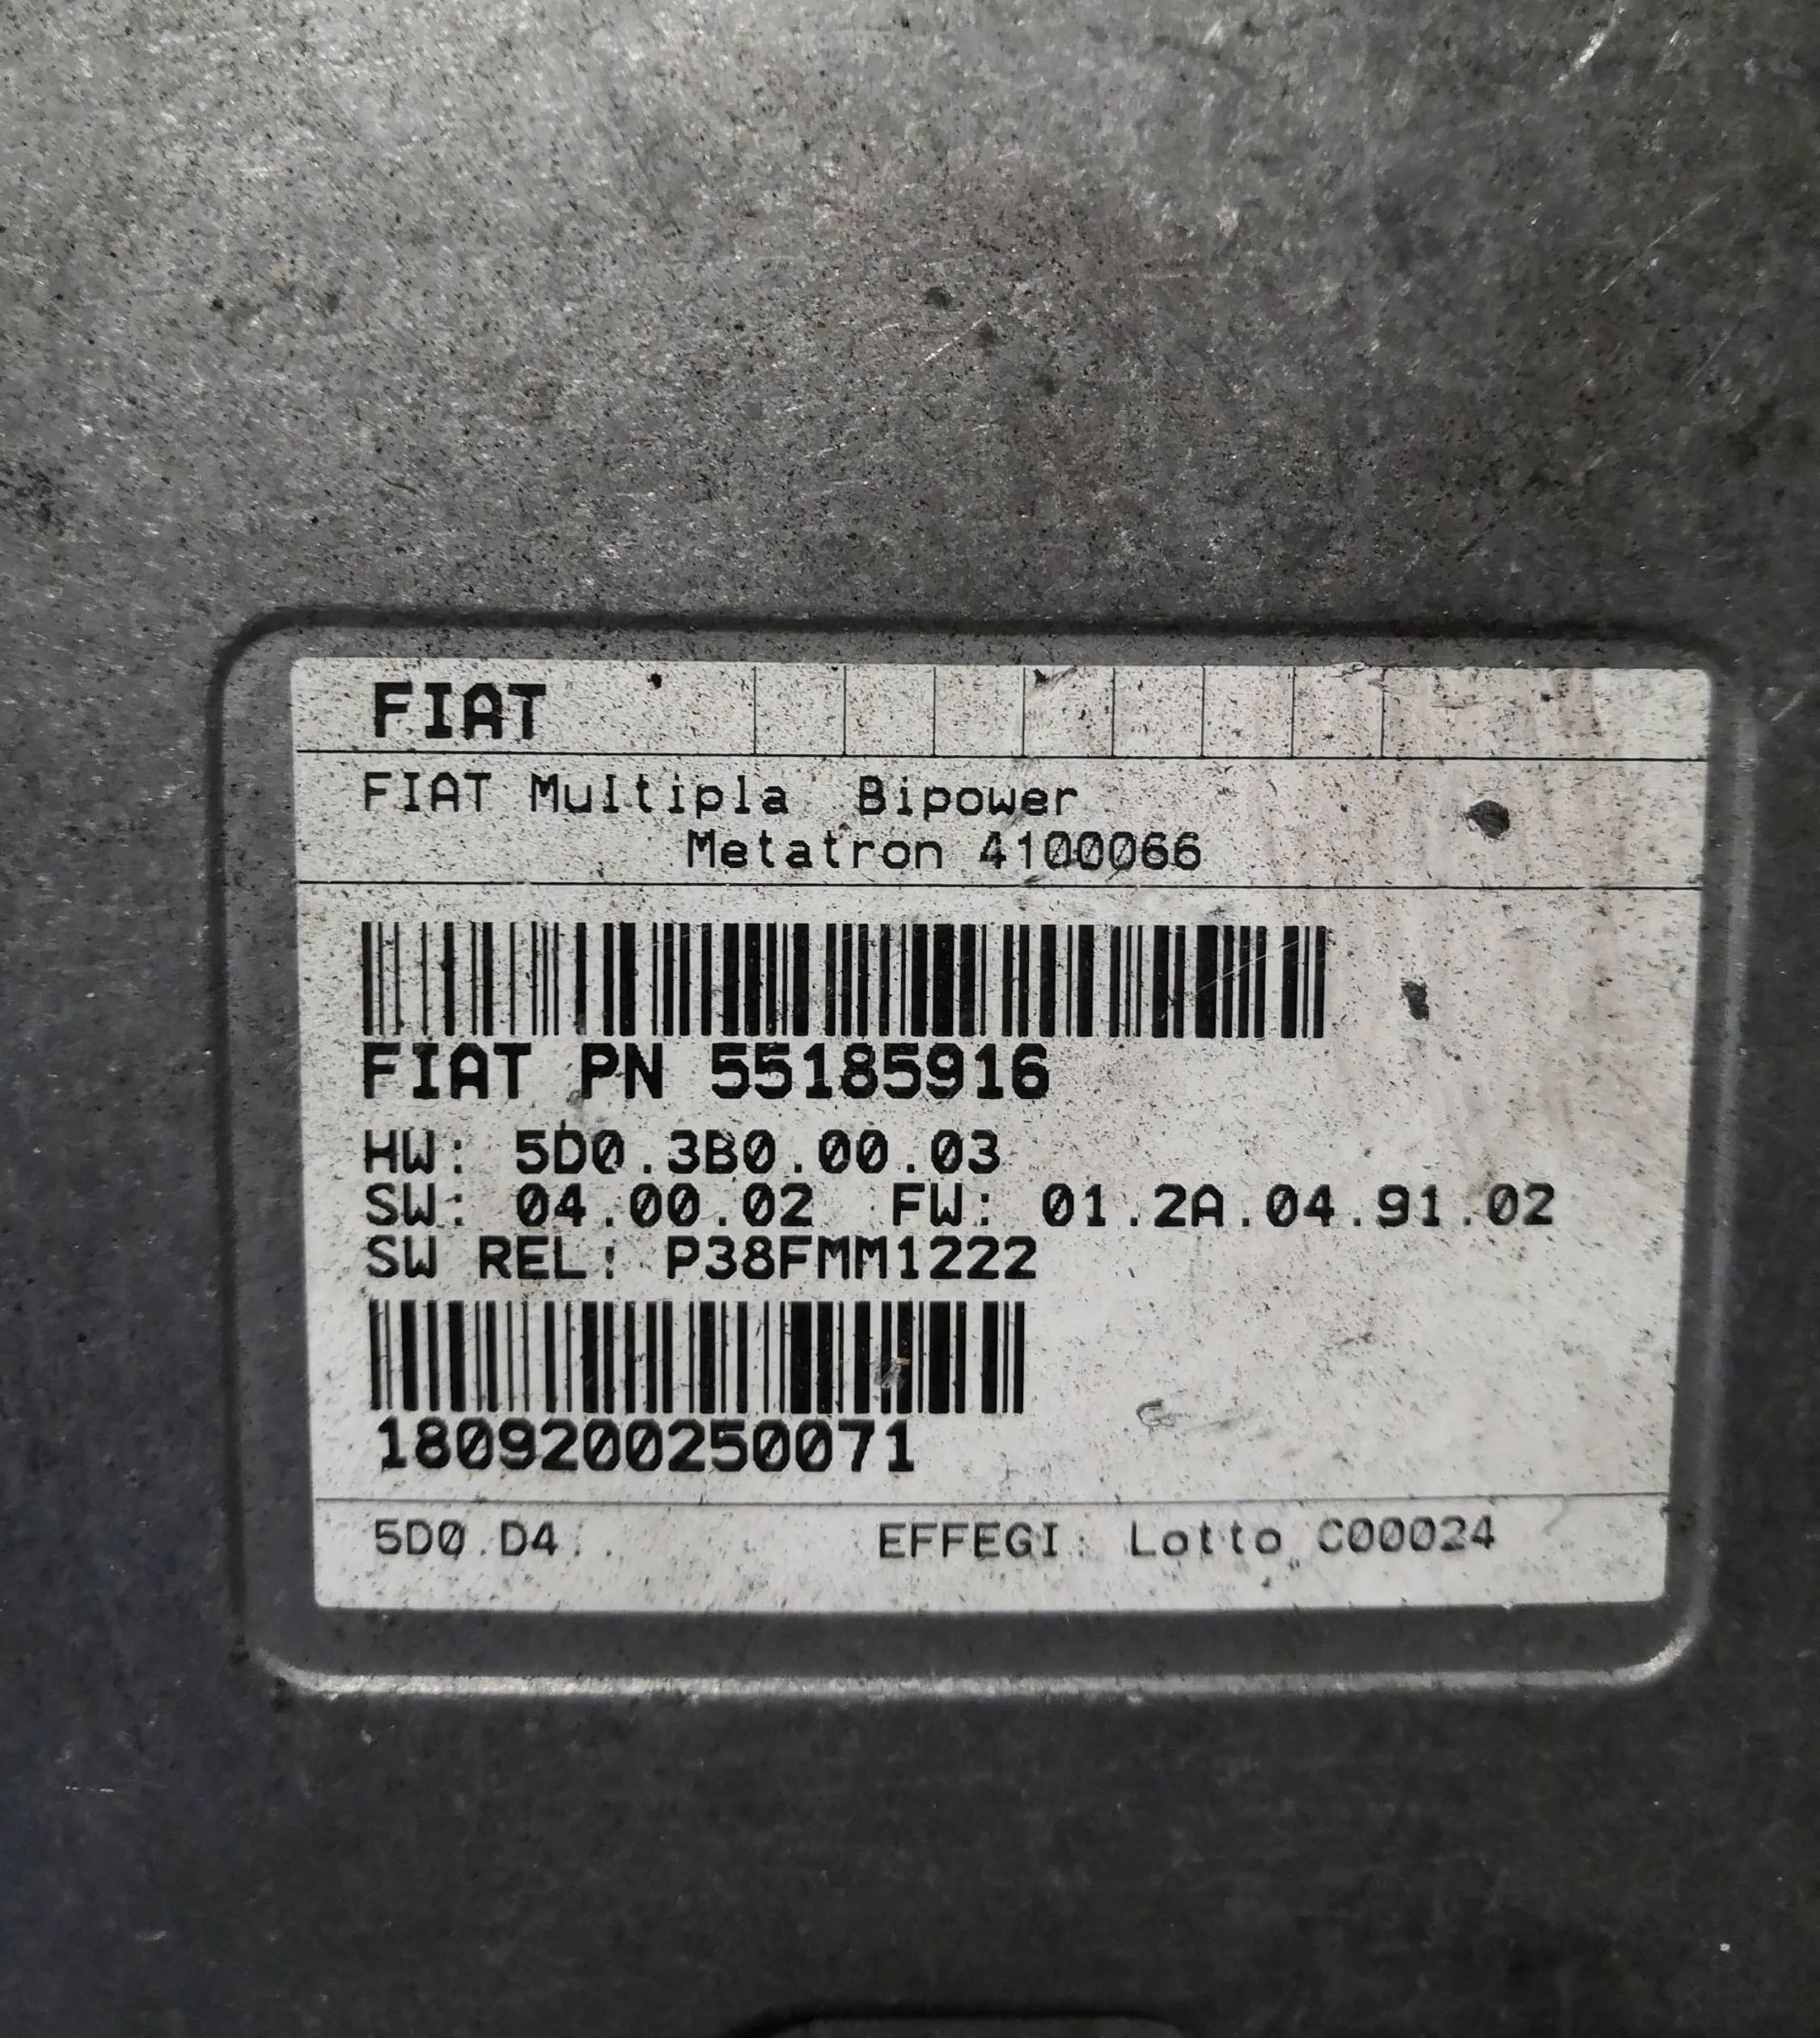 FIAT
FIAT Multipla Bipower
Metatron 4100066
FIAT PN 55185916
HW: 5D0.3B0.00.03
SW: 04.00.02 FW: 01.2A.04.91.02
SW REL: P38FMM1222
1809200250071
5D0.D4.. EFFEGI: Lotto C00024